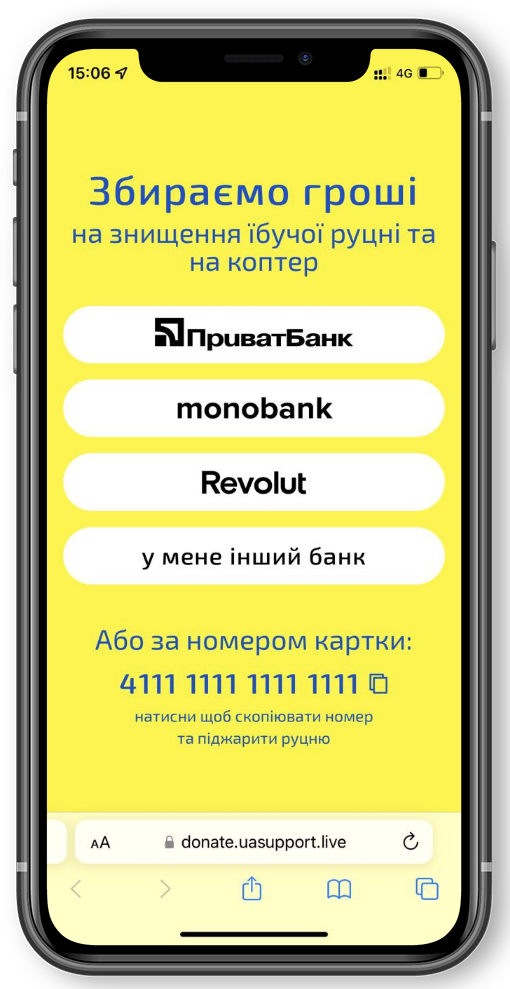 15:06
4G
Збираємо гроші
на знищення їбучої руцні та
на коптер
ПриватБанк
monobank
Revolut
у мене інший банк
Або за номером картки:
4111 1111 1111 1111
натисни щоб скопіювати номер
та піджарити руцню
AA donate.uasupport.live